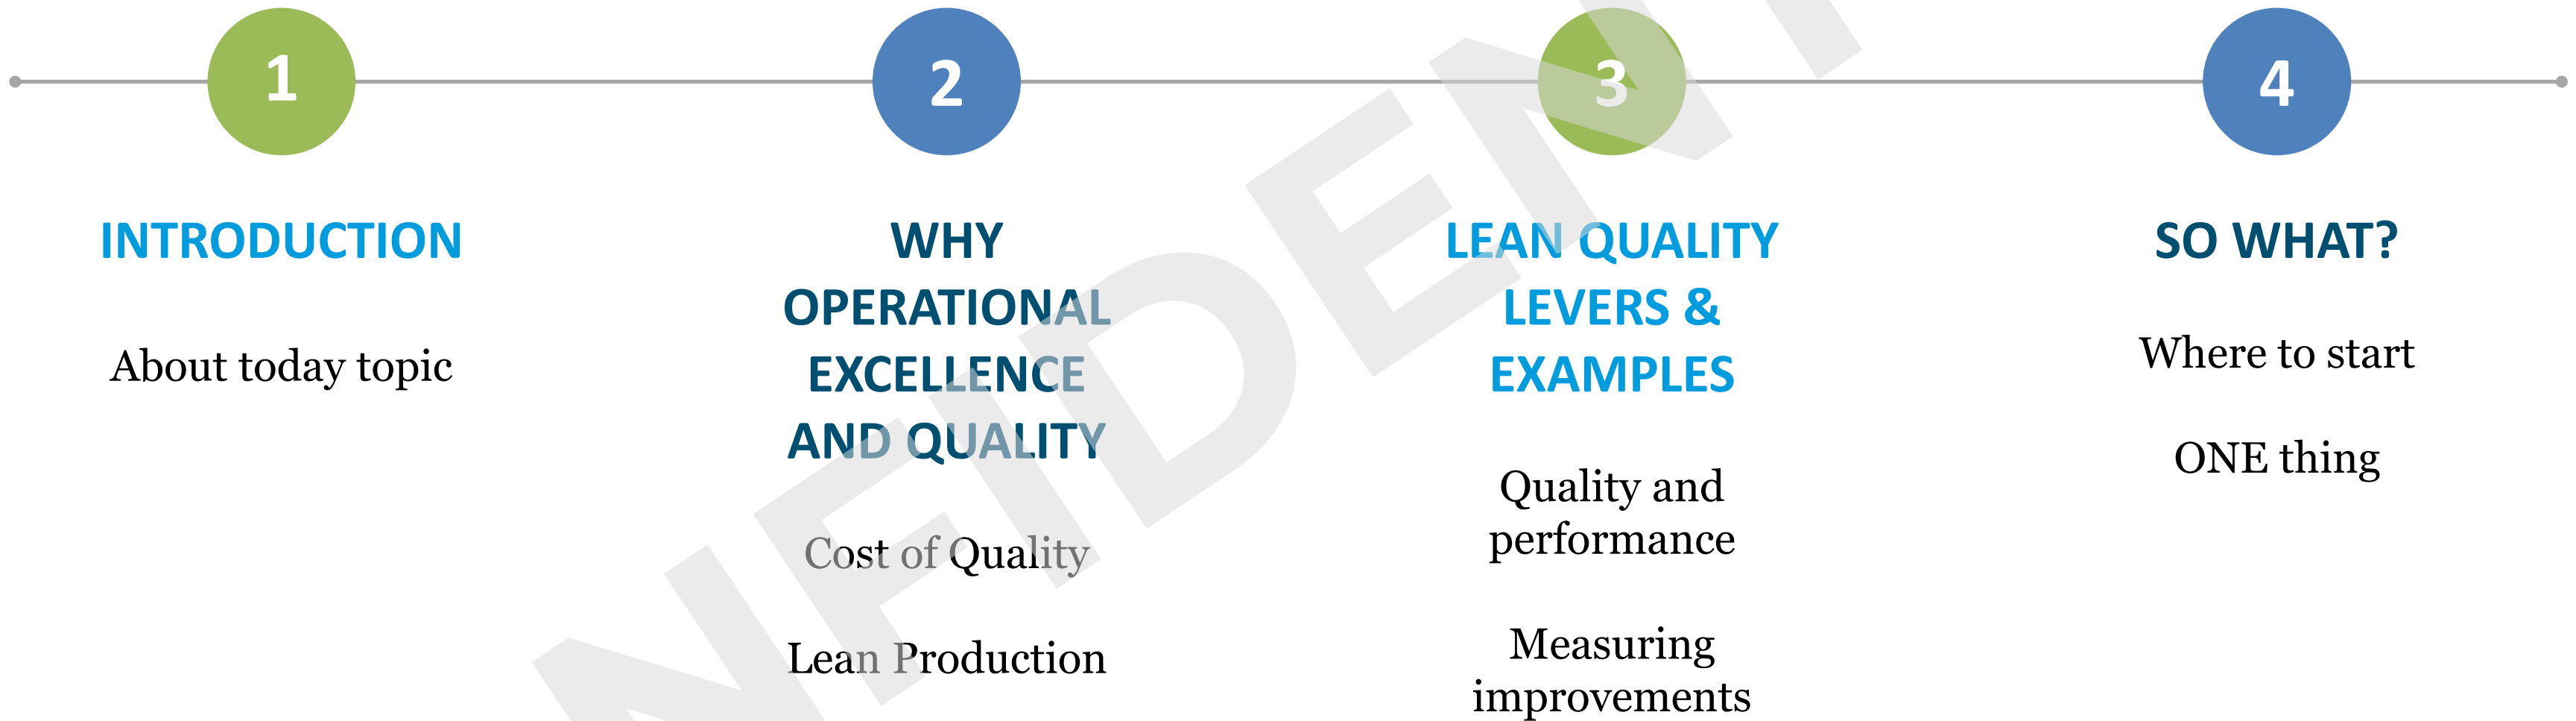 1
INTRODUCTION
About today topic
2
WHY
OPERATIONAL
EXCELLENCE
AND QUALITY
Cost of Quality
Lean Production
3
LEAN QUALITY
LEVERS &
EXAMPLES
Quality and
performance
Measuring
improvements
4
SO WHAT?
Where to start
ONE thing
NFIDENT